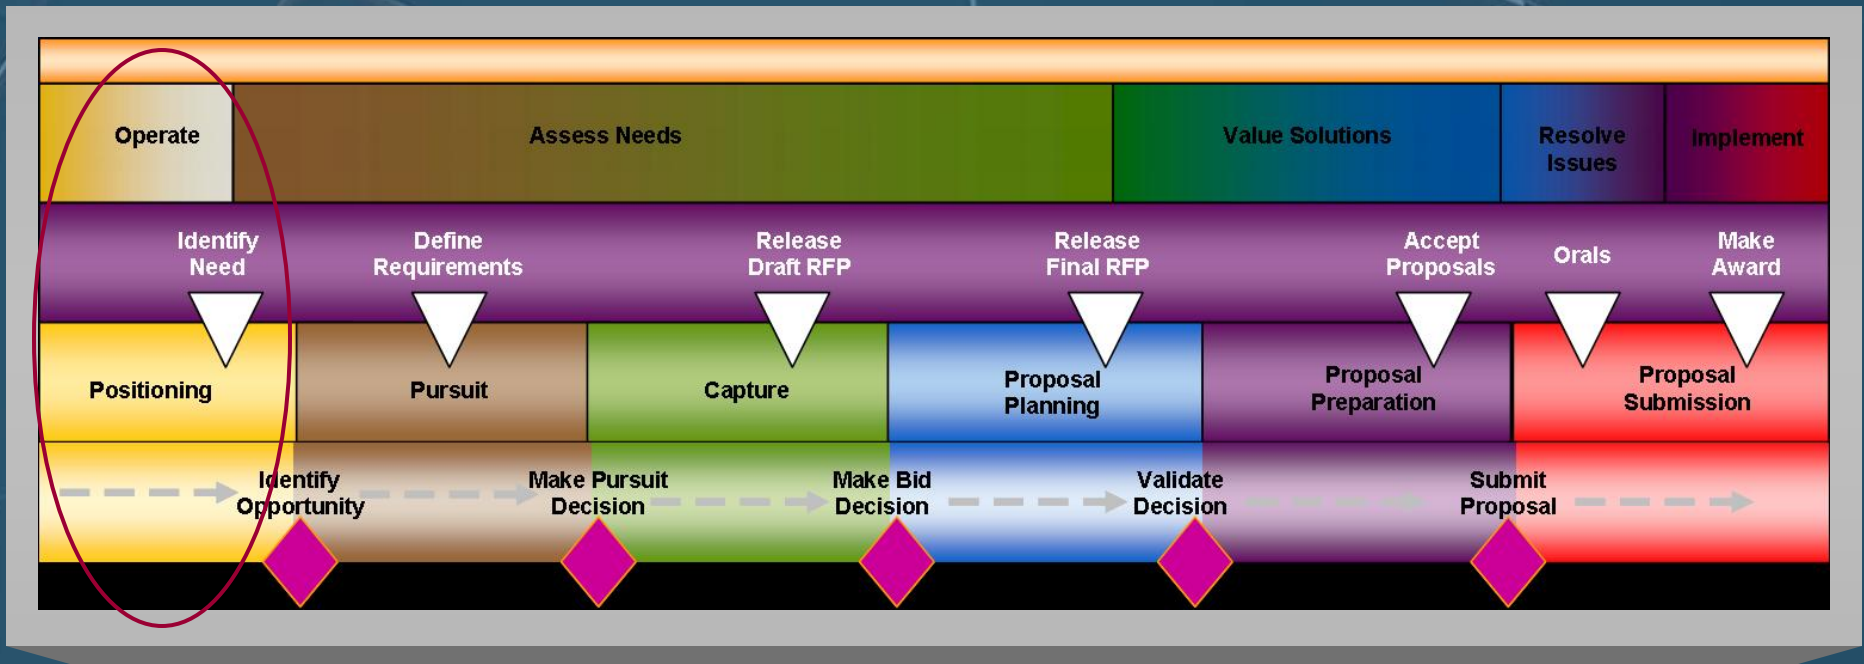 Operate
Assess Needs
Value Solutions
Resolve
Issues
Implement
Identify
Need
Define
Requirements
Release
Draft RFP
Release
Final RFP
Accept
Proposals
Orals
Make
Award
Positioning
Pursuit
Capture
Proposal
Planning
Proposal
Preparation
Proposal
Submission
Identify
Opportunity
Make Pursuit
Decision
Make Bid
Decision
Validate
Decision
Submit
Proposal